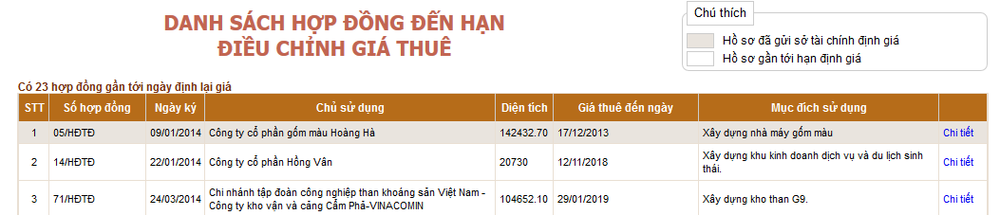 DANH SÁCH HỢP ĐỒNG ĐẾN HẠN
ĐIỀU CHỈNH GIÁ THUÊ
Chú thích
Hồ sơ đã gửi sở tài chính định giá
Hồ sơ gần tới hạn định giá
Có 23 hợp đồng gần tới ngày định lại giá
STT Số hợp đồng Ngày ký Chủ sử dụng Diện tích Giá thuê đến ngày Mục đích sử dụng
1 05/HĐTĐ 09/01/2014 Công ty cổ phần gốm màu Hoàng Hà 142432.70 17/12/2013 Xây dựng nhà máy gốm màu Chi tiết
2 14/HĐTĐ 22/01/2014 Công ty cổ phần Hồng Vân 20730 12/11/2018 Xây dựng khu kinh doanh dịch vụ và du lịch sinh
thái. Chi tiết
3 71/HĐTĐ 24/03/2014 Chi nhánh tập đoàn công nghiệp than khoáng sản Việt Nam -
Công ty kho vận và cảng Cẩm Phả-VINACOMIN 104652.10 29/01/2019 Xây dựng kho than G9. Chi tiết